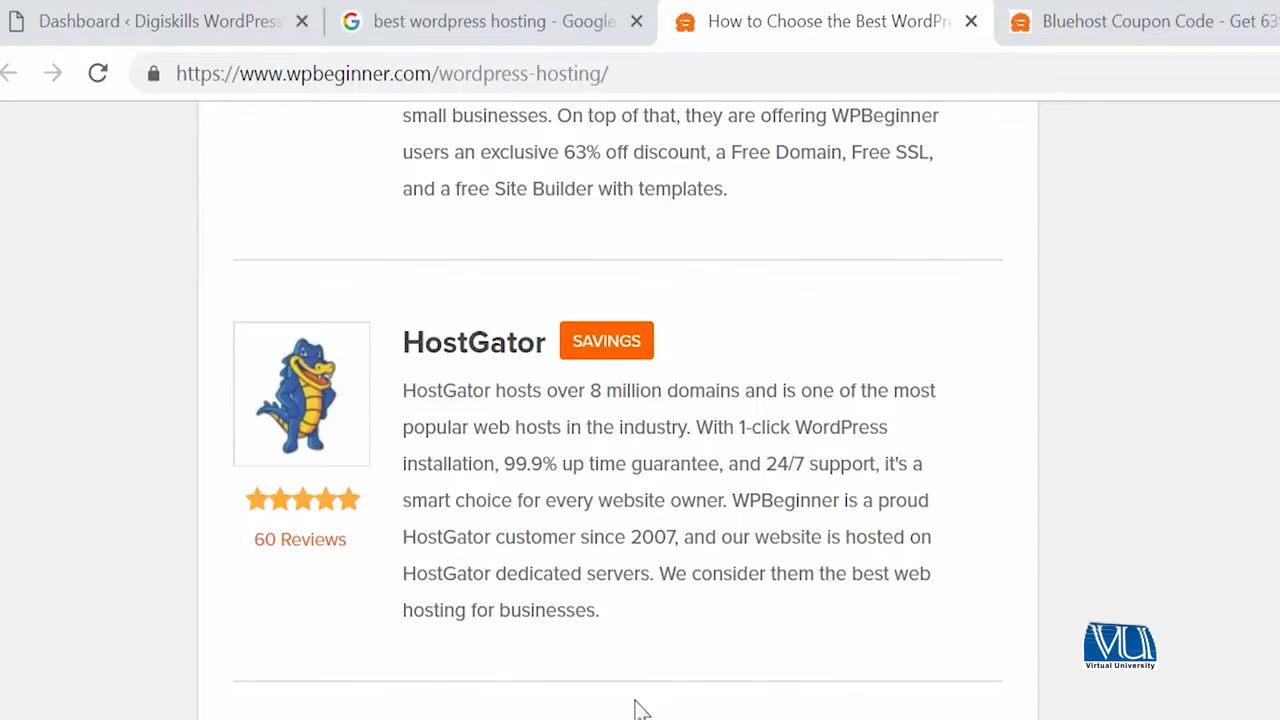 Dashboard ‹ Digiskills WordPress
best wordpress hosting - Google
How to Choose the Best WordPr
Bluehost Coupon Code - Get 63
https://www.wpbeginner.com/wordpress-hosting/
small businesses. On top of that, they are offering WPBeginner
users an exclusive 63% off discount, a Free Domain, Free SSL,
and a free Site Builder with templates.
HostGator SAVINGS
HostGator hosts over 8 million domains and is one of the most
popular web hosts in the industry. With 1-click WordPress
installation, 99.9% up time guarantee, and 24/7 support, it's a
smart choice for every website owner. WPBeginner is a proud
HostGator customer since 2007, and our website is hosted on
HostGator dedicated servers. We consider them the best web
hosting for businesses.
60 Reviews
VU
Virtual University